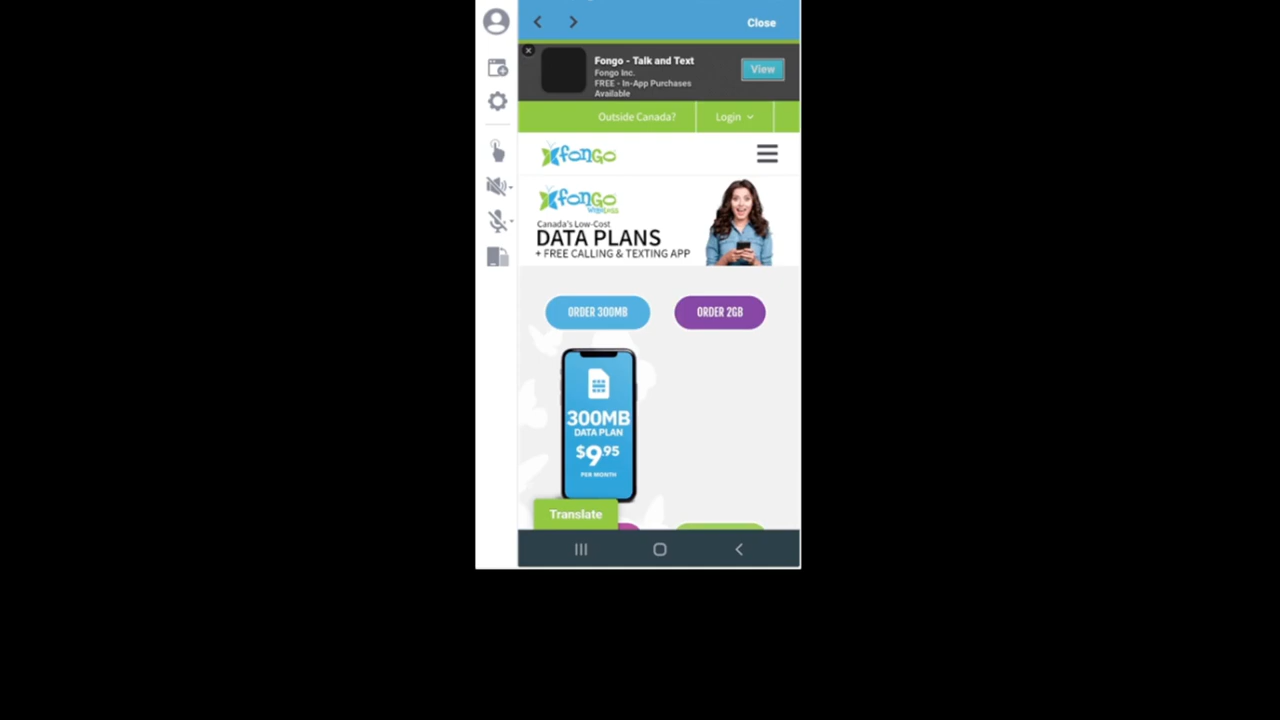 Close
Fongo - Talk and Text
Fongo Inc.
FREE - In-App Purchases
Available
View
Outside Canada?
Login
fonGO
fonGO
wireless
Canada's Low-Cost
DATA PLANS
+ FREE CALLING & TEXTING APP
ORDER 300MB
ORDER 2GB
300MB
DATA PLAN
$9.95
PER MONTH
Translate